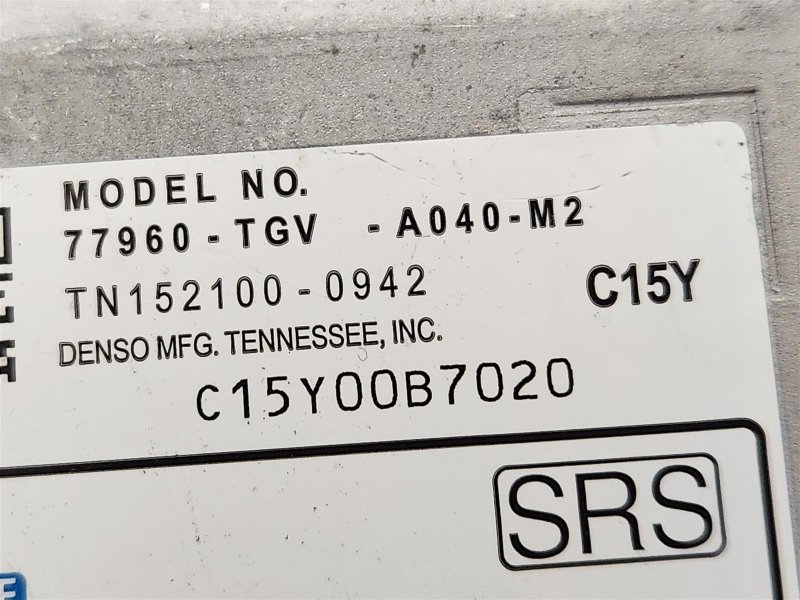 MODEL NO.
77960-TGV -A040-M2
TN152100-0942 C15Y
DENSO MFG. TENNESSEE, INC.
C15Y00B7020
SRS